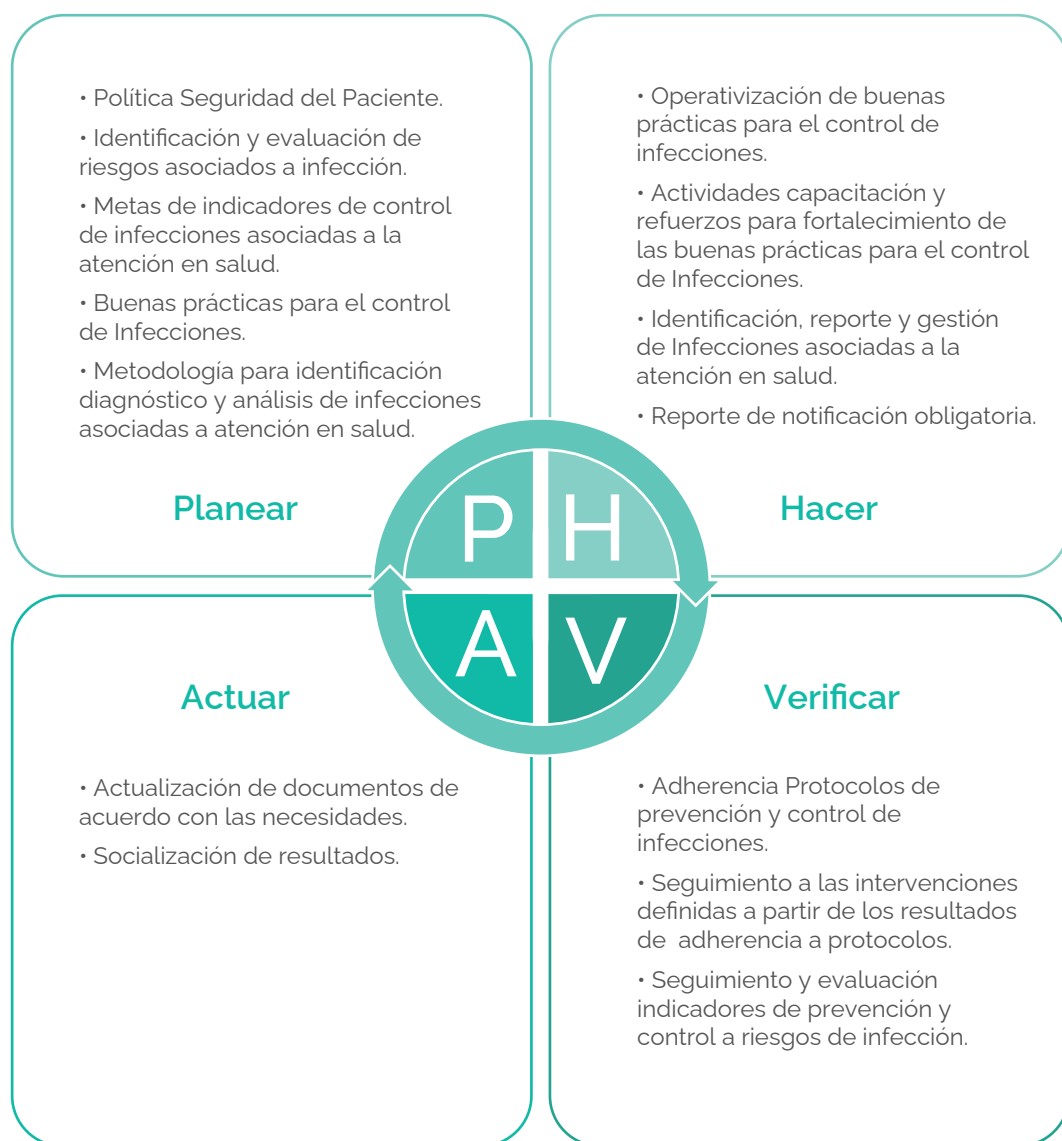 • Política Seguridad del Paciente.
• Identificación y evaluación de
riesgos asociados a infección.
• Metas de indicadores de control
de infecciones asociadas a la
atención en salud.
• Buenas prácticas para el control
de Infecciones.
• Metodología para identificación
diagnóstico y análisis de infecciones
asociadas a atención en salud.
Planear
• Operativización de buenas
prácticas para el control de
infecciones.
• Actividades capacitación y
refuerzos para fortalecimiento de
las buenas prácticas para el control
de Infecciones.
• Identificación, reporte y gestión
de Infecciones asociadas a la
atención en salud.
• Reporte de notificación obligatoria.
Hacer
P H
A V
Actuar
• Actualización de documentos de
acuerdo con las necesidades.
• Socialización de resultados.
Verificar
• Adherencia Protocolos de
prevención y control de
infecciones.
• Seguimiento a las intervenciones
definidas a partir de los resultados
de  adherencia a protocolos.
• Seguimiento y evaluación
indicadores de prevención y
control a riesgos de infección.